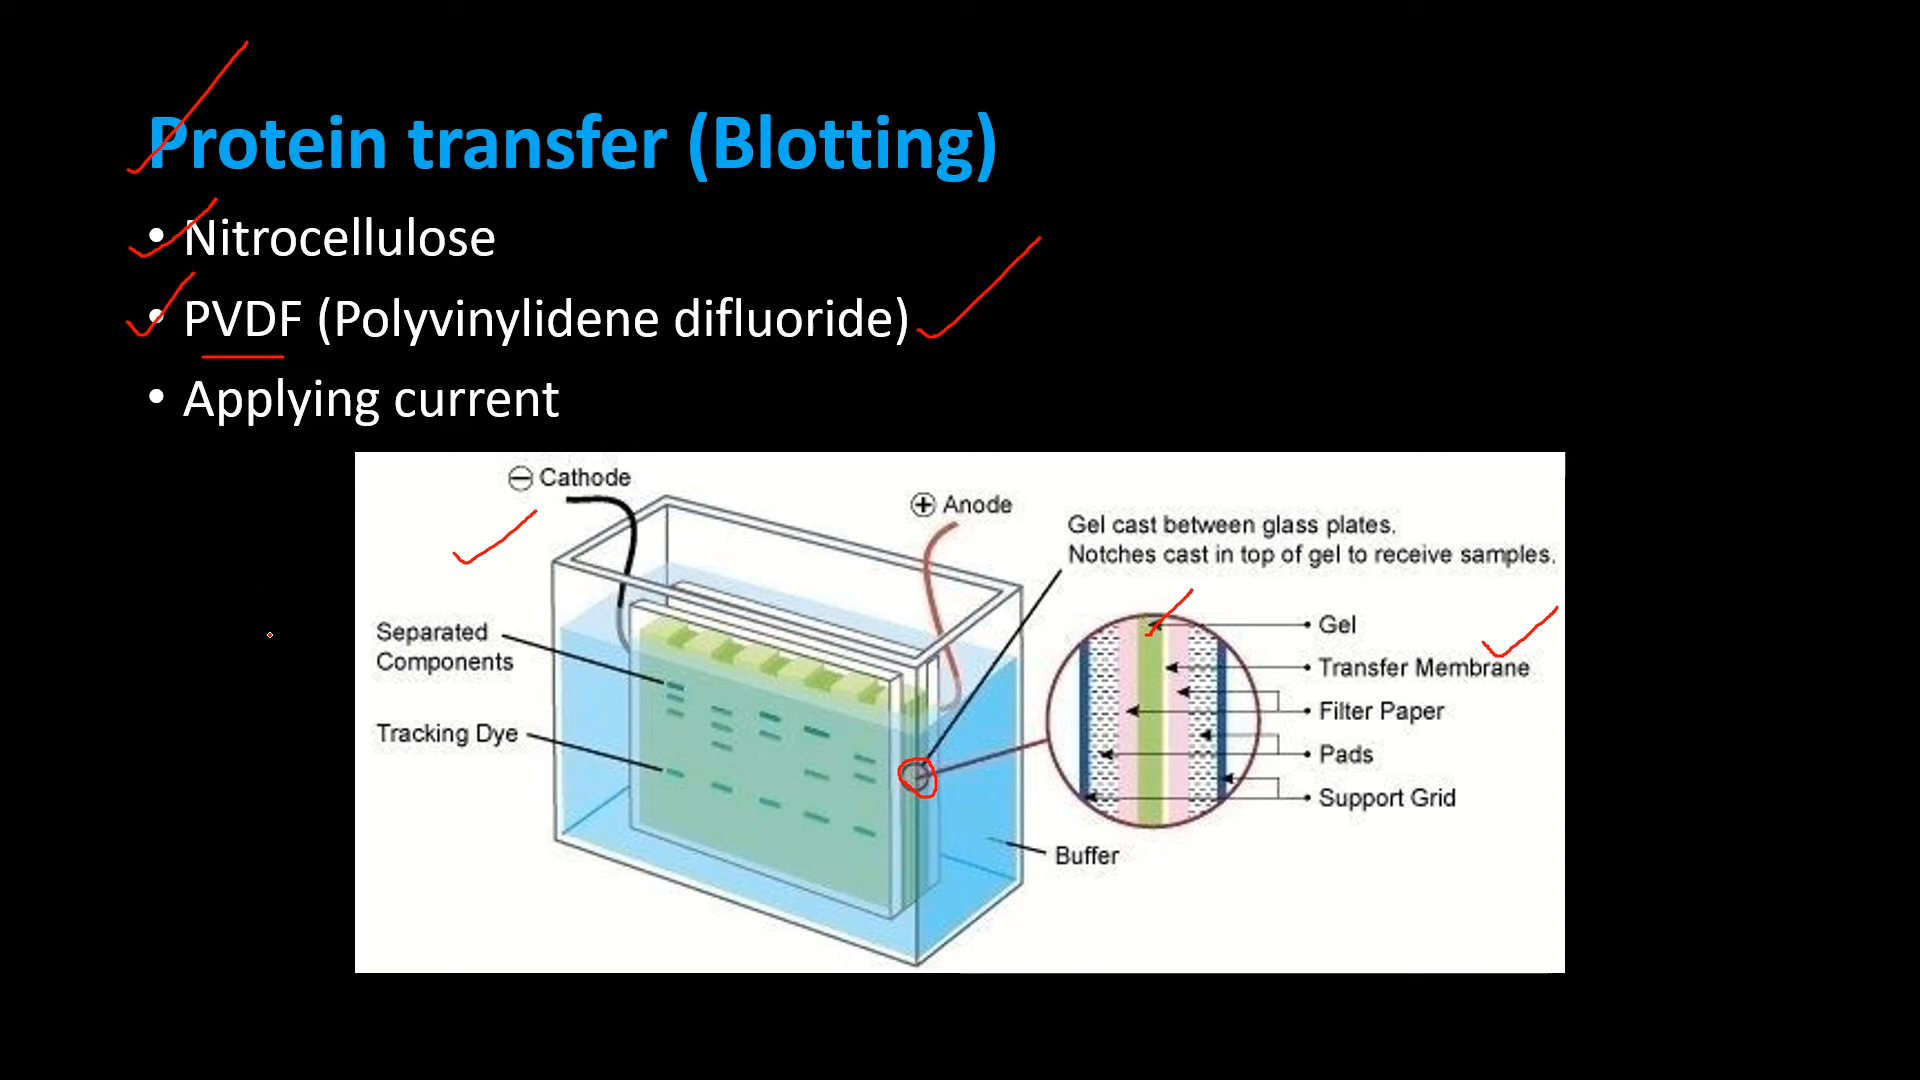 Protein transfer (Blotting)
• Nitrocellulose
• PVDF (Polyvinylidene difluoride)
• Applying current
⊖ Cathode
⊕ Anode
Gel cast between glass plates.
Notches cast in top of gel to receive samples.
Separated
Components
Tracking Dye
Gel
Transfer Membrane
Filter Paper
Pads
Support Grid
Buffer